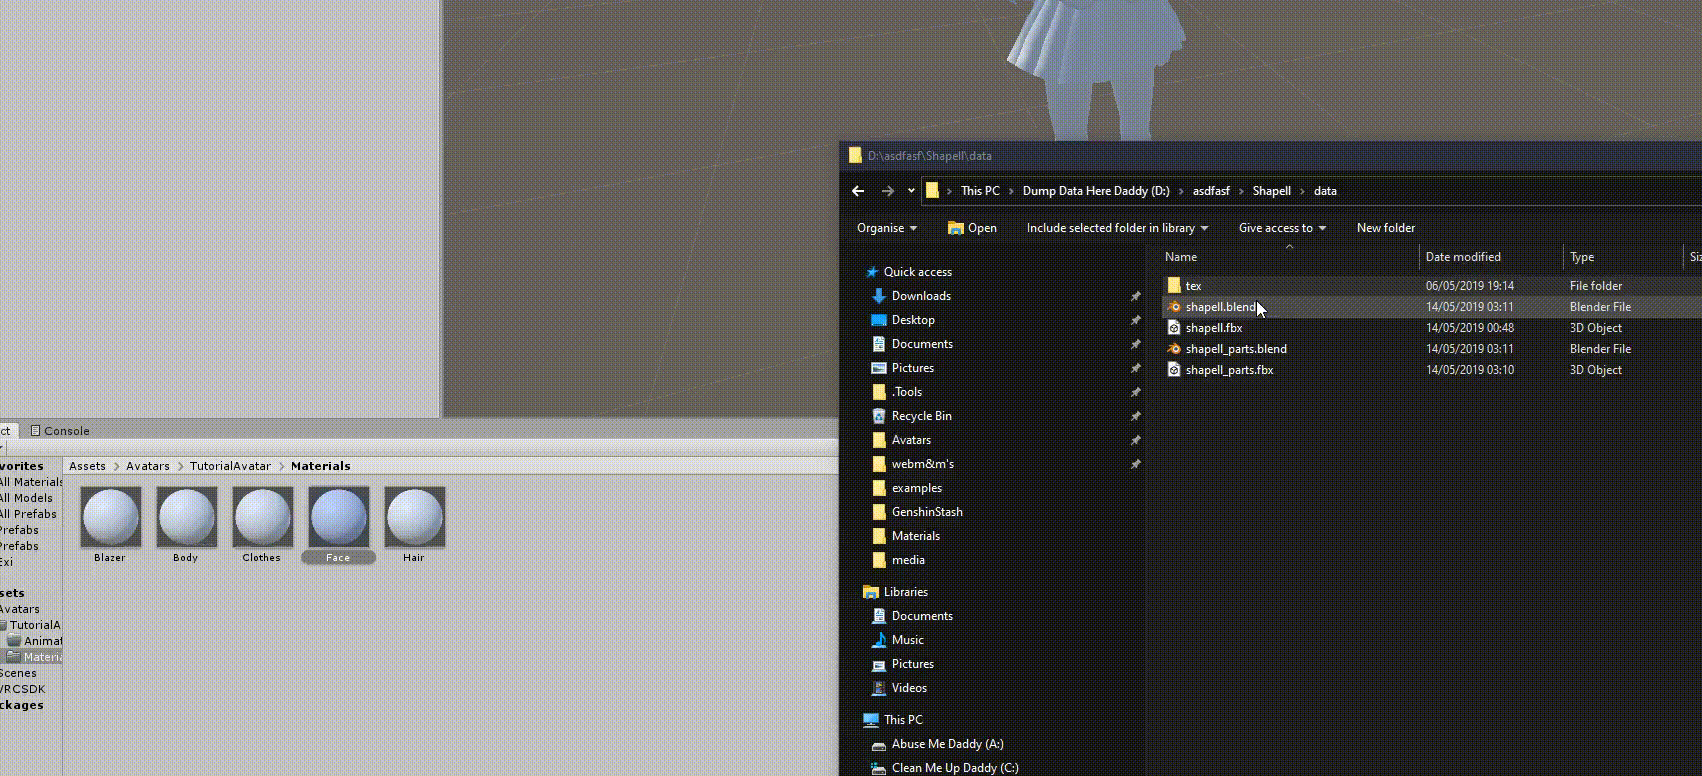 D:\asdfasf\Shapell\data
This PC > Dump Data Here Daddy (D:) > asdfasf > Shapell > data
Organise Open Include selected folder in library Give access to New folder
Name Date modified Type Siz
tex 06/05/2019 19:14 File folder
shapell.blend 14/05/2019 03:11 Blender File
shapell.fbx 14/05/2019 00:48 3D Object
shapell_parts.blend 14/05/2019 03:11 Blender File
shapell_parts.fbx 14/05/2019 03:10 3D Object
Quick access
Downloads
Desktop
Documents
Pictures
.Tools
Recycle Bin
Avatars
webm&m's
examples
GenshinStash
Materials
media
Libraries
Documents
Music
Pictures
Videos
This PC
Abuse Me Daddy (A:)
Clean Me Up Daddy (C:)
ct Console
vorites
All Materials
All Models
All Prefabs
Prefabs
Prefabs
Exi
sets
Avatars
TutorialA
Animat
Materia
Scenes
VRCSDK
ckages
Assets > Avatars > TutorialAvatar > Materials
Blazer Body Clothes Face Hair